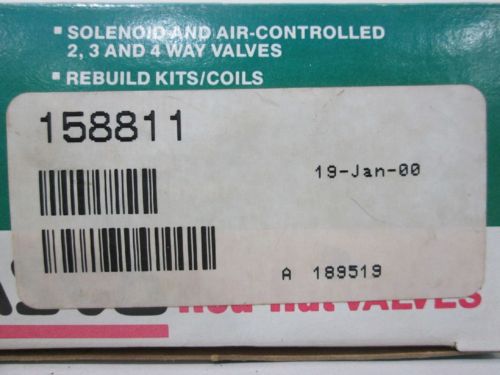 ▪ SOLENOID AND AIR-CONTROLLED
2, 3 AND 4 WAY VALVES
▪ REBUILD KITS/COILS
158811
19-Jan-00
A 189519
VALVES